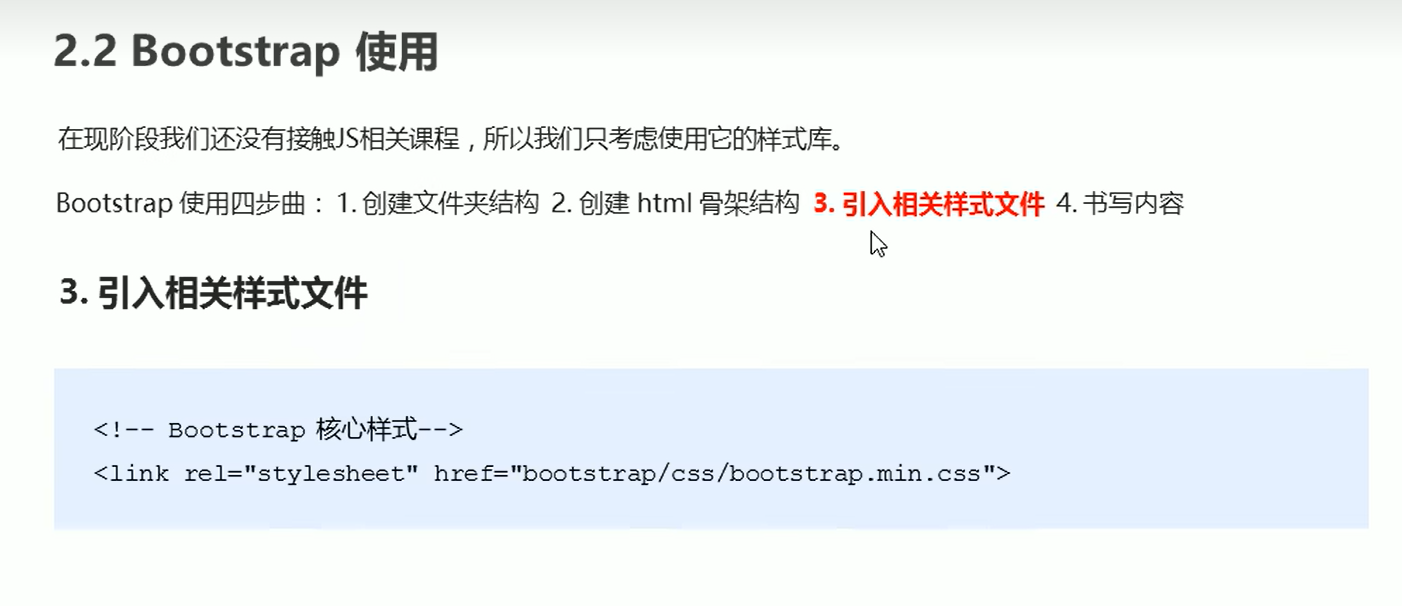 2.2 Bootstrap 使用
在现阶段我们还没有接触JS相关课程，所以我们只考虑使用它的样式库。
Bootstrap 使用四步曲： 1. 创建文件夹结构 2. 创建 html 骨架结构 3. 引入相关样式文件 4. 书写内容
3. 引入相关样式文件
<!-- Bootstrap 核心样式-->
<link rel="stylesheet" href="bootstrap/css/bootstrap.min.css">